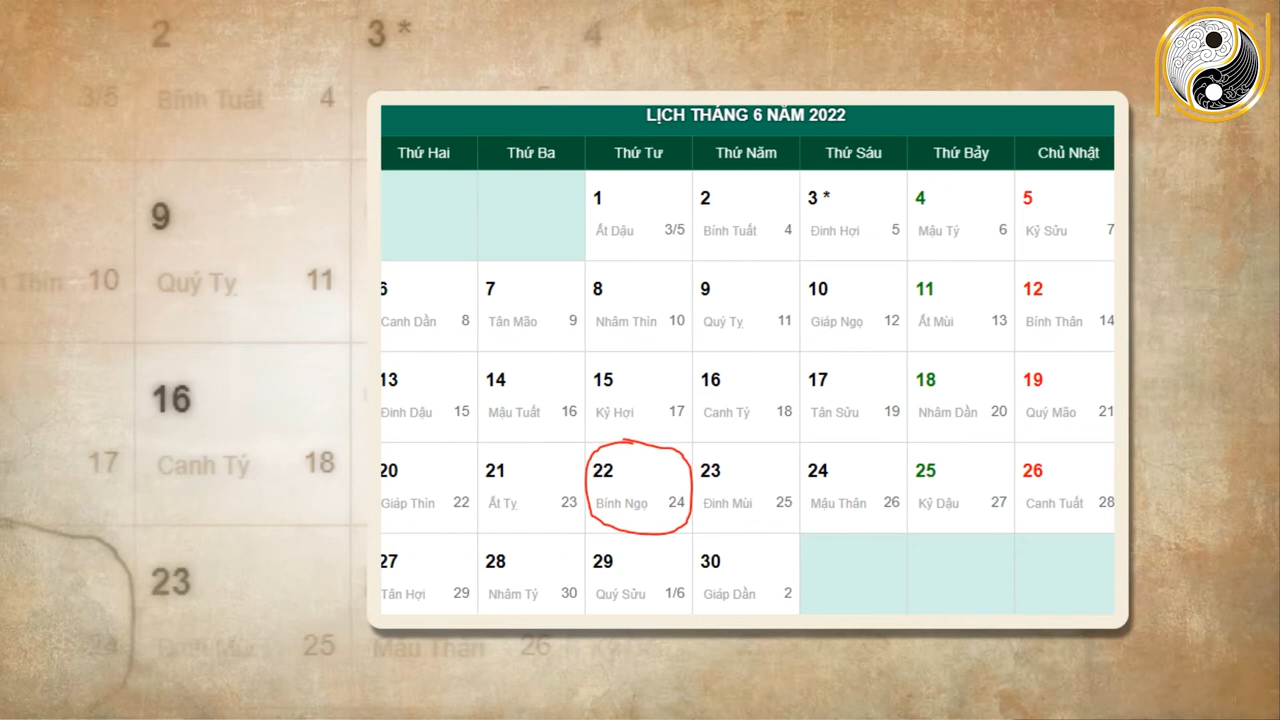 2 3 * 4
3/5 Bính Tuất 4 5
9
10 Quý Tỵ 11
16
17 Canh Tý 18
23
24 Đinh Mùi 25 Mậu Thân 26
LỊCH THÁNG 6 NĂM 2022
Thứ Hai Thứ Ba Thứ Tư Thứ Năm Thứ Sáu Thứ Bảy Chủ Nhật
1 2 3 * 4 5
Ất Dậu 3/5 Bính Tuất 4 Đinh Hợi 5 Mậu Tý 6 Kỷ Sửu 7
6 7 8 9 10 11 12
Canh Dần 8 Tân Mão 9 Nhâm Thìn 10 Quý Tỵ 11 Giáp Ngọ 12 Ất Mùi 13 Bính Thân 14
13 14 15 16 17 18 19
Đinh Dậu 15 Mậu Tuất 16 Kỷ Hợi 17 Canh Tý 18 Tân Sửu 19 Nhâm Dần 20 Quý Mão 21
20 21 22 23 24 25 26
Giáp Thìn 22 Ất Tỵ 23 Bính Ngọ 24 Đinh Mùi 25 Mậu Thân 26 Kỷ Dậu 27 Canh Tuất 28
27 28 29 30
Tân Hợi 29 Nhâm Tý 30 Quý Sửu 1/6 Giáp Dần 2